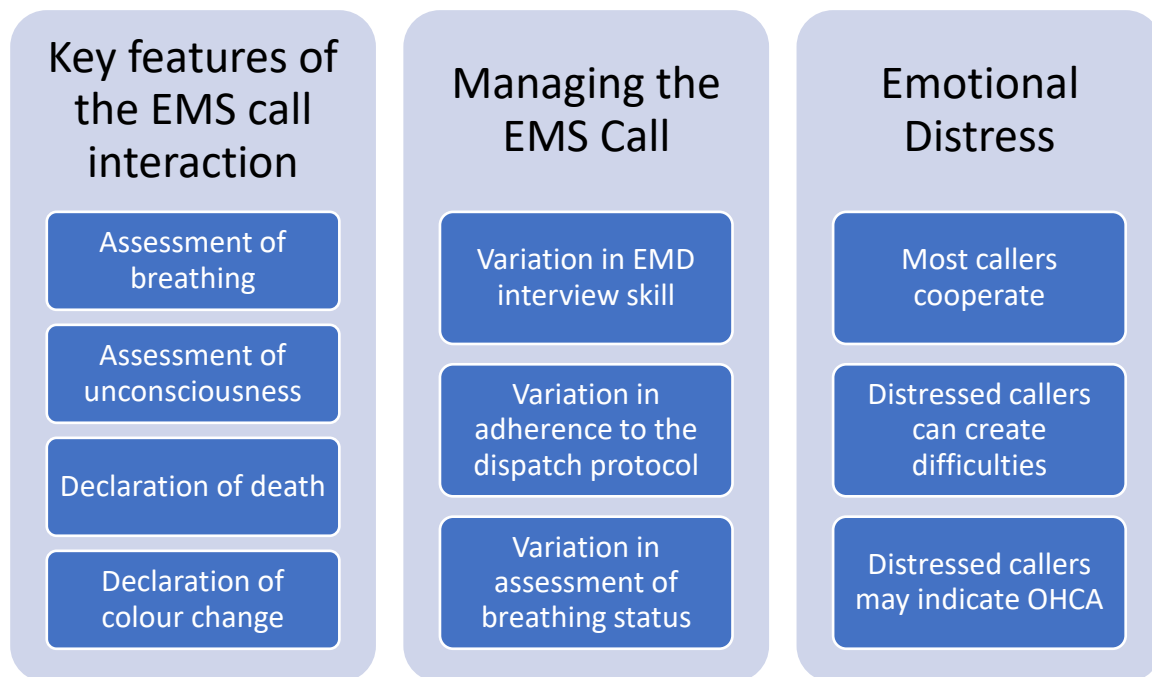 Key features of
the EMS call
interaction
Assessment of
breathing
Assessment of
unconsciousness
Declaration of death
Declaration of
colour change
Managing the
EMS Call
Variation in EMD
interview skill
Variation in
adherence to the
dispatch protocol
Variation in
assessment of
breathing status
Emotional
Distress
Most callers
cooperate
Distressed callers
can create
difficulties
Distressed callers
may indicate OHCA